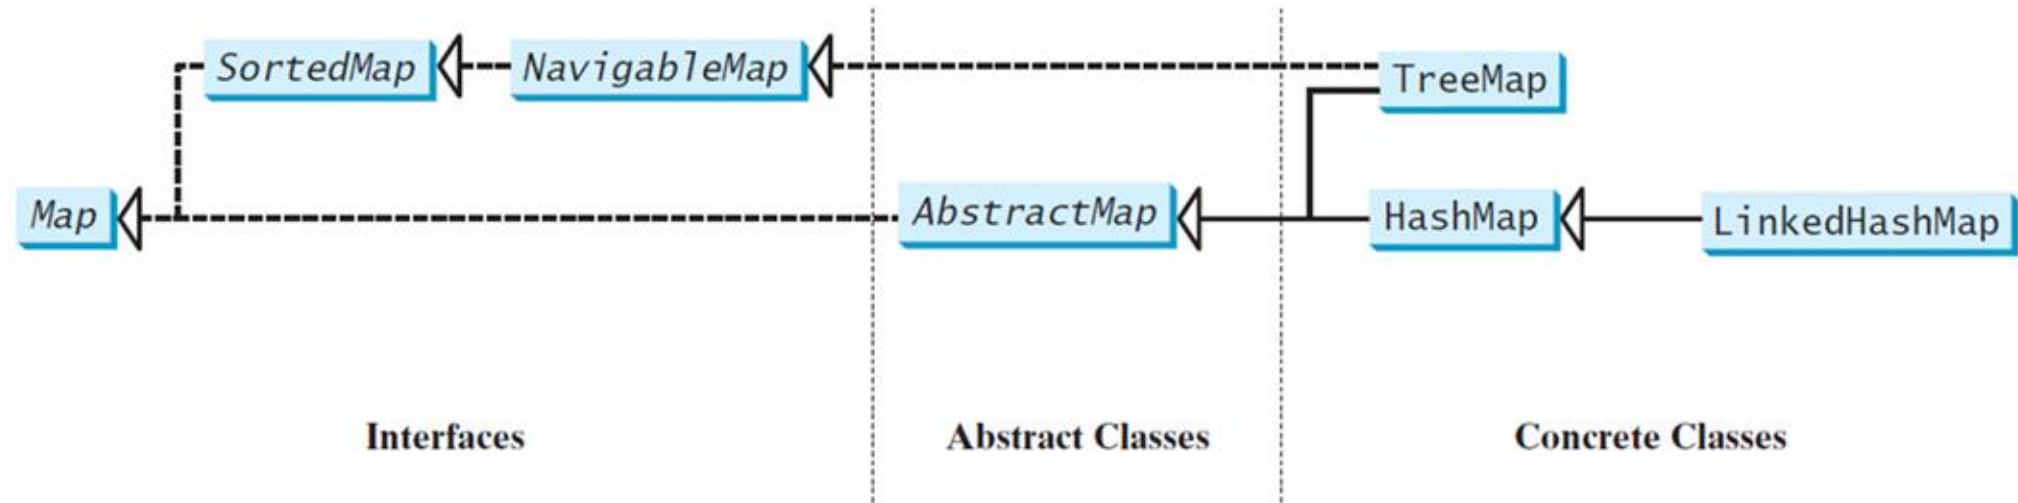 SortedMap NavigableMap TreeMap
Map AbstractMap HashMap LinkedHashMap
Interfaces Abstract Classes Concrete Classes